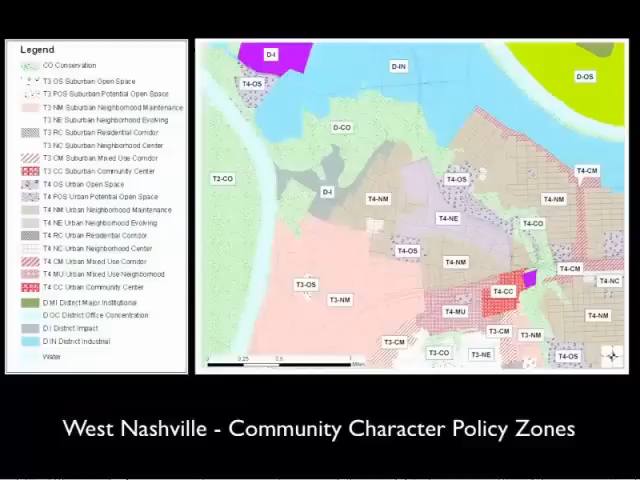 Legend
CO Conservation
T3 OS Suburban Open Space
T3 POS Suburban Potential Open Space
T3 NM Suburban Neighborhood Maintenance
T3 NE Suburban Neighborhood Evolving
T3 RC Suburban Residential Corridor
T3 NC Suburban Neighborhood Center
T3 CM Suburban Mixed Use Corridor
T3 CC Suburban Community Center
T4 OS Urban Open Space
T4 POS Urban Potential Open Space
T4 NM Urban Neighborhood Maintenance
T4 NE Urban Neighborhood Evolving
T4 RC Urban Residential Corridor
T4 NC Urban Neighborhood Center
T4 CM Urban Mixed Use Corridor
T4 MU Urban Mixed Use Neighborhood
T4 CC Urban Community Center
D MI District Major Institutional
D OC District Office Concentration
D I District Impact
D IN District Industrial
Water
D-I
D-IN
D-OS
T4-OS
D-CO
T4-CM
T2-CO
T4-OS
D-I
T4-NM
T4-NM
T4-NE
T4-CO
T4-OS
T4-NM
T4-CM
T4-NC
T3-OS
T3-NM
T4-CC
T4-MU
T4-NM
T3-CM
T3-NM
T3-CM
T3-CO
T3-NE
T4-OS
0 0.25 0.5 1
Miles
West Nashville - Community Character Policy Zones